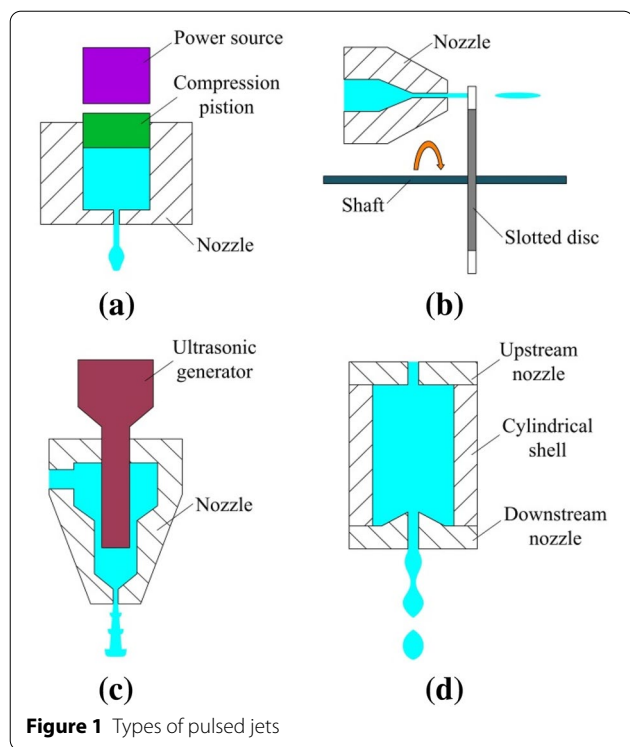 Power source
Compression
pistion
Nozzle
(a)
Nozzle
Shaft
Slotted disc
(b)
Ultrasonic
generator
Nozzle
(c)
Upstream
nozzle
Cylindrical
shell
Downstream
nozzle
(d)
Figure 1 Types of pulsed jets